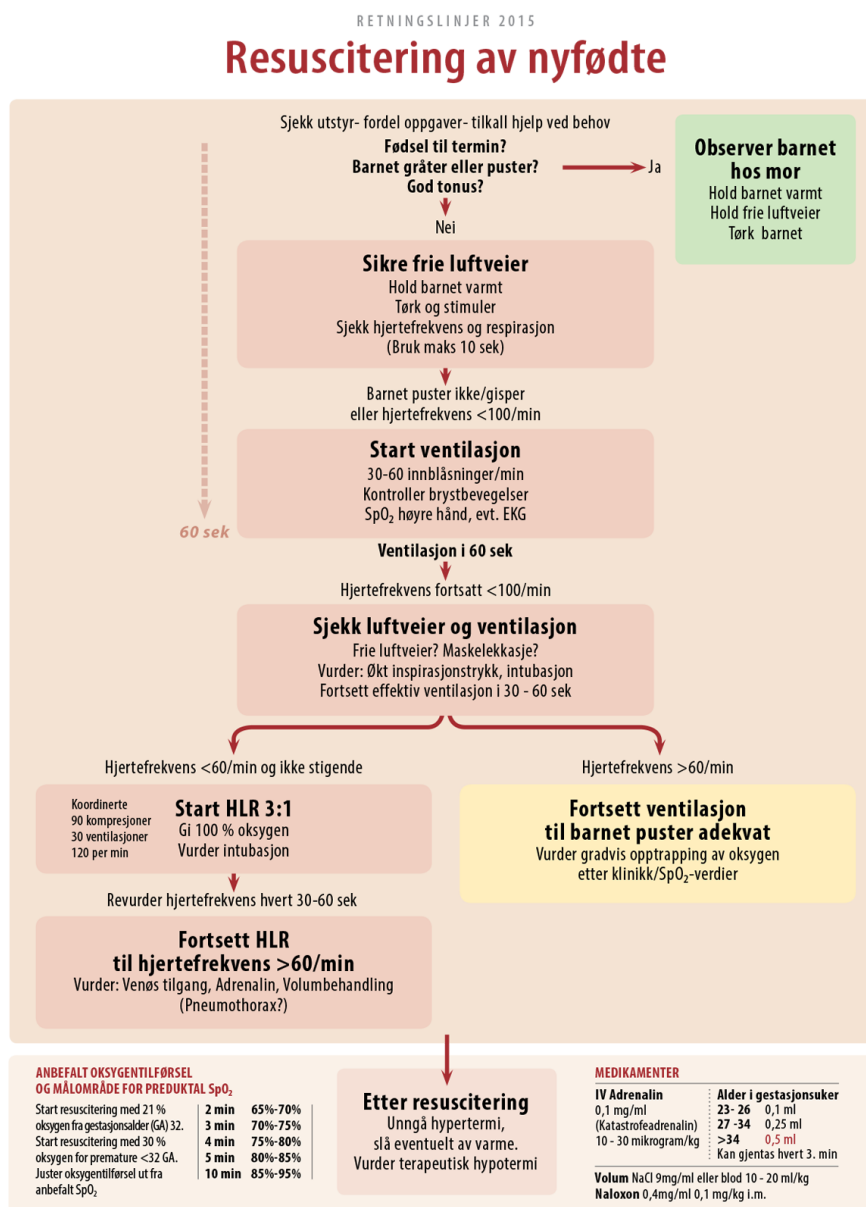 RETNINGSLINJER 2015
Resuscitering av nyfødte
Sjekk utstyr- fordel oppgaver- tilkall hjelp ved behov
Fødsel til termin?
Barnet gråter eller puster?
God tonus?
Ja
Observer barnet
hos mor
Hold barnet varmt
Hold frie luftveier
Tørk barnet
Nei
Sikre frie luftveier
Hold barnet varmt
Tørk og stimuler
Sjekk hjertefrekvens og respirasjon
(Bruk maks 10 sek)
Barnet puster ikke/gisper
eller hjertefrekvens <100/min
Start ventilasjon
30-60 innblåsninger/min
Kontroller brystbevegelser
SpO₂ høyre hånd, evt. EKG
60 sek
Ventilasjon i 60 sek
Hjertefrekvens fortsatt <100/min
Sjekk luftveier og ventilasjon
Frie luftveier? Maskelekkasje?
Vurder: Økt inspirasjonstrykk, intubasjon
Fortsett effektiv ventilasjon i 30 - 60 sek
Hjertefrekvens <60/min og ikke stigende
Koordinerte
90 kompresjoner
30 ventilasjoner
120 per min
Start HLR 3:1
Gi 100 % oksygen
Vurder intubasjon
Revurder hjertefrekvens hvert 30-60 sek
Fortsett HLR
til hjertefrekvens >60/min
Vurder: Venøs tilgang, Adrenalin, Volumbehandling
(Pneumothorax?)
Hjertefrekvens >60/min
Fortsett ventilasjon
til barnet puster adekvat
Vurder gradvis opptrapping av oksygen
etter klinikk/SpO₂-verdier
ANBEFALT OKSYGENTILFØRSEL
OG MÅLOMRÅDE FOR PREDUKTAL SpO₂
Start resuscitering med 21 %
oksygen fra gestasjonsalder (GA) 32.
Start resuscitering med 30 %
oksygen for premature <32 GA.
Juster oksygentilførsel ut fra
anbefalt SpO₂
2 min 65%-70%
3 min 70%-75%
4 min 75%-80%
5 min 80%-85%
10 min 85%-95%
Etter resuscitering
Unngå hypertermi,
slå eventuelt av varme.
Vurder terapeutisk hypotermi
MEDIKAMENTER
IV Adrenalin
0,1 mg/ml
(Katastrofeadrenalin)
10 - 30 mikrogram/kg
Alder i gestasjonsuker
23- 26 0,1 ml
27 -34 0,25 ml
>34 0,5 ml
Kan gjentas hvert 3. min
Volum NaCl 9mg/ml eller blod 10 - 20 ml/kg
Naloxon 0,4mg/ml 0,1 mg/kg i.m.